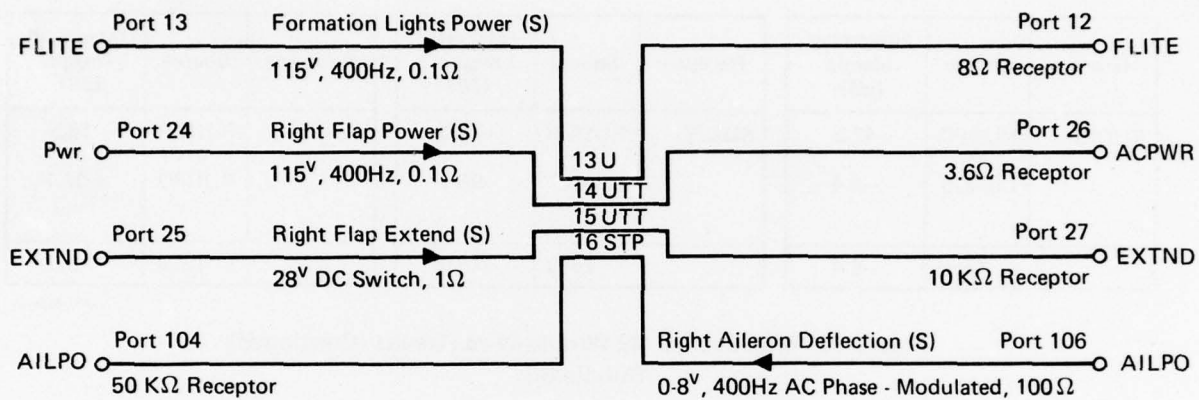 Port 13 Formation Lights Power (S) Port 12
FLITE FLITE
115V, 400Hz, 0.1Ω 8Ω Receptor
Port 24 Right Flap Power (S) Port 26
Pwr. 13 U ACPWR
115V, 400Hz, 0.1Ω 14 UTT 3.6Ω Receptor
15 UTT
Port 25 Right Flap Extend (S) 16 STP Port 27
EXTND EXTND
28V DC Switch, 1Ω 10 KΩ Receptor
Port 104 Right Aileron Deflection (S) Port 106
AILPO AILPO
50 KΩ Receptor 0-8V, 400Hz AC Phase - Modulated, 100Ω